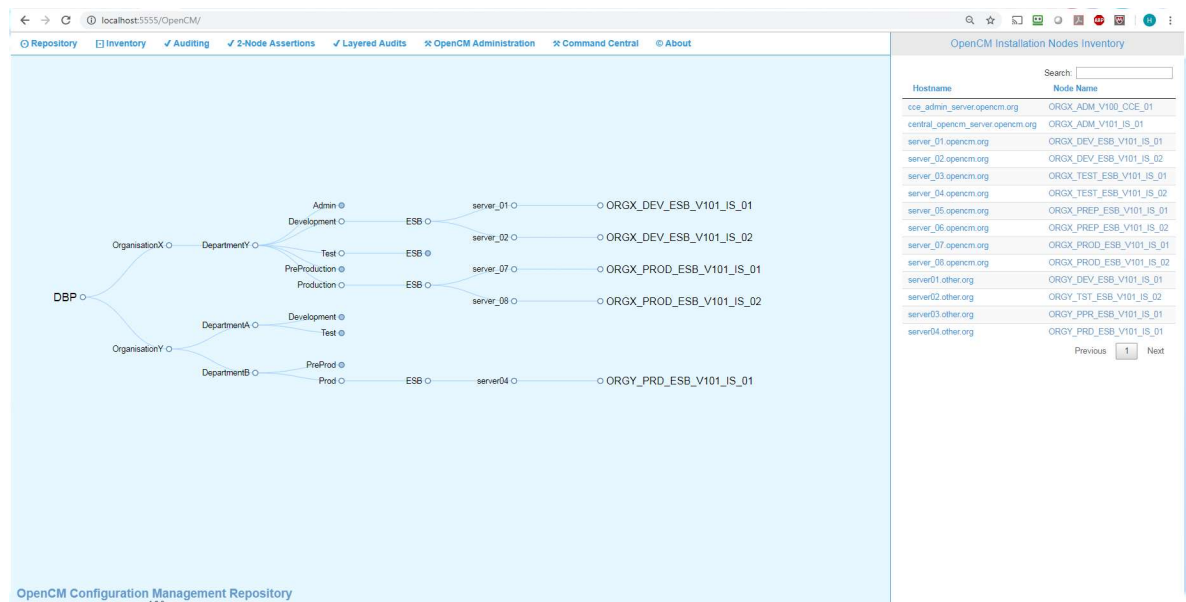 localhost:5555/OpenCM/
Repository Inventory Auditing 2-Node Assertions Layered Audits OpenCM Administration Command Central © About
OpenCM Installation Nodes Inventory
Admin
Development ESB server_01 ORGX_DEV_ESB_V101_IS_01
server_02 ORGX_DEV_ESB_V101_IS_02
OrganisationX DepartmentY
Test ESB
PreProduction server_07 ORGX_PROD_ESB_V101_IS_01
Production ESB
server_08 ORGX_PROD_ESB_V101_IS_02
DBP
Development
DepartmentA
Test
OrganisationY
PreProd
DepartmentB
Prod ESB server04 ORGY_PRD_ESB_V101_IS_01
OpenCM Configuration Management Repository
Search:
Hostname Node Name
cce_admin_server.opencm.org ORGX_ADM_V100_CCE_01
central_opencm_server.opencm.org ORGX_ADM_V101_IS_01
server_01.opencm.org ORGX_DEV_ESB_V101_IS_01
server_02.opencm.org ORGX_DEV_ESB_V101_IS_02
server_03.opencm.org ORGX_TEST_ESB_V101_IS_01
server_04.opencm.org ORGX_TEST_ESB_V101_IS_02
server_05.opencm.org ORGX_PREP_ESB_V101_IS_01
server_06.opencm.org ORGX_PREP_ESB_V101_IS_02
server_07.opencm.org ORGX_PROD_ESB_V101_IS_01
server_08.opencm.org ORGX_PROD_ESB_V101_IS_02
server01.other.org ORGY_DEV_ESB_V101_IS_01
server02.other.org ORGY_TST_ESB_V101_IS_02
server03.other.org ORGY_PPR_ESB_V101_IS_01
server04.other.org ORGY_PRD_ESB_V101_IS_01
Previous 1 Next